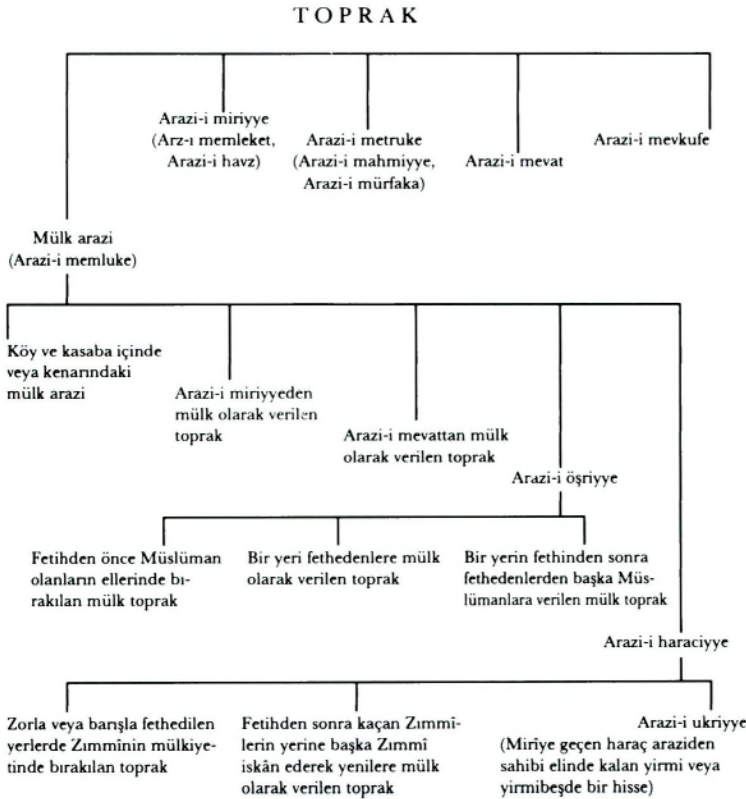 TOPRAK
Arazi-i miriyye
(Arz-ı memleket,
Arazi-i havz)
Arazi-i metruke
(Arazi-i mahmiyye,
Arazi-i mürfaka)
Arazi-i mevat
Arazi-i mevkufe
Mülk arazi
(Arazi-i memluke)
Köy ve kasaba içinde
veya kenarındaki
mülk arazi
Arazi-i miriyyeden
mülk olarak verilen
toprak
Arazi-i mevattan mülk
olarak verilen toprak
Arazi-i öşriyye
Fetihden önce Müslüman
olanların ellerinde bı-
rakılan mülk toprak
Bir yeri fethedenlere mülk
olarak verilen toprak
Bir yerin fethinden sonra
fethedenlerden başka Müs-
lümanlara verilen mülk toprak
Arazi-i haraciyye
Zorla veya barışla fethedilen
yerlerde Zımmînin mülkiye-
tinde bırakılan toprak
Fetihden sonra kaçan Zımmî-
lerin yerine başka Zımmî
iskân ederek yenilere mülk
olarak verilen toprak
Arazi-i ukriyye
(Mirîye geçen haraç araziden
sahibi elinde kalan yirmi veya
yirmibeşde bir hisse)